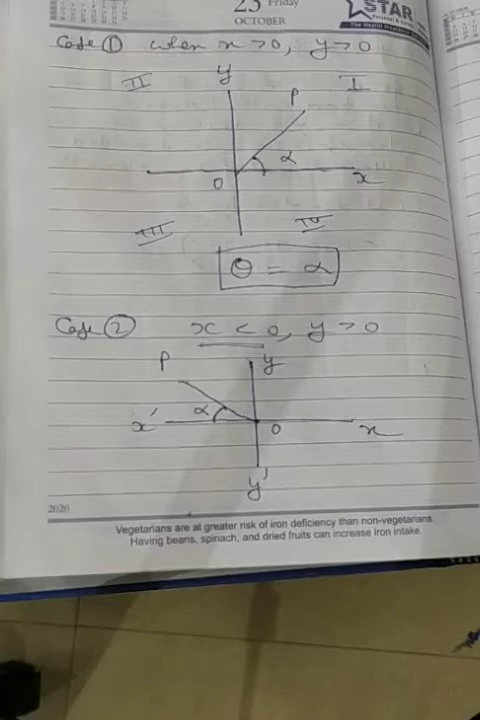 23 Friday
OCTOBER
STAR
Case ① when x > 0, y > 0
y
II
P
I
α
O
x
III
IV
θ = α
Case ② x < 0, y > 0
P
y
α
x'
O
x
y'
2020
Vegetarians are at greater risk of iron deficiency than non-vegetarians.
Having beans, spinach, and dried fruits can increase iron intake.